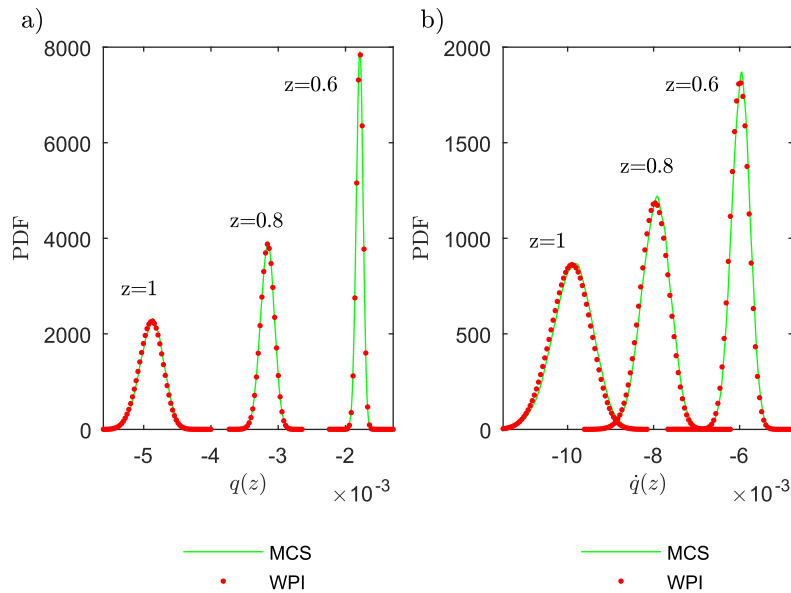 a)
8000
6000
4000
2000
0
PDF
z=0.6
z=0.8
z=1
-5 -4 -3 -2
q(z)
×10⁻³
MCS
WPI
b)
2000
1500
1000
500
0
PDF
z=0.6
z=0.8
z=1
-10 -8 -6
q̇(z)
×10⁻³
MCS
WPI